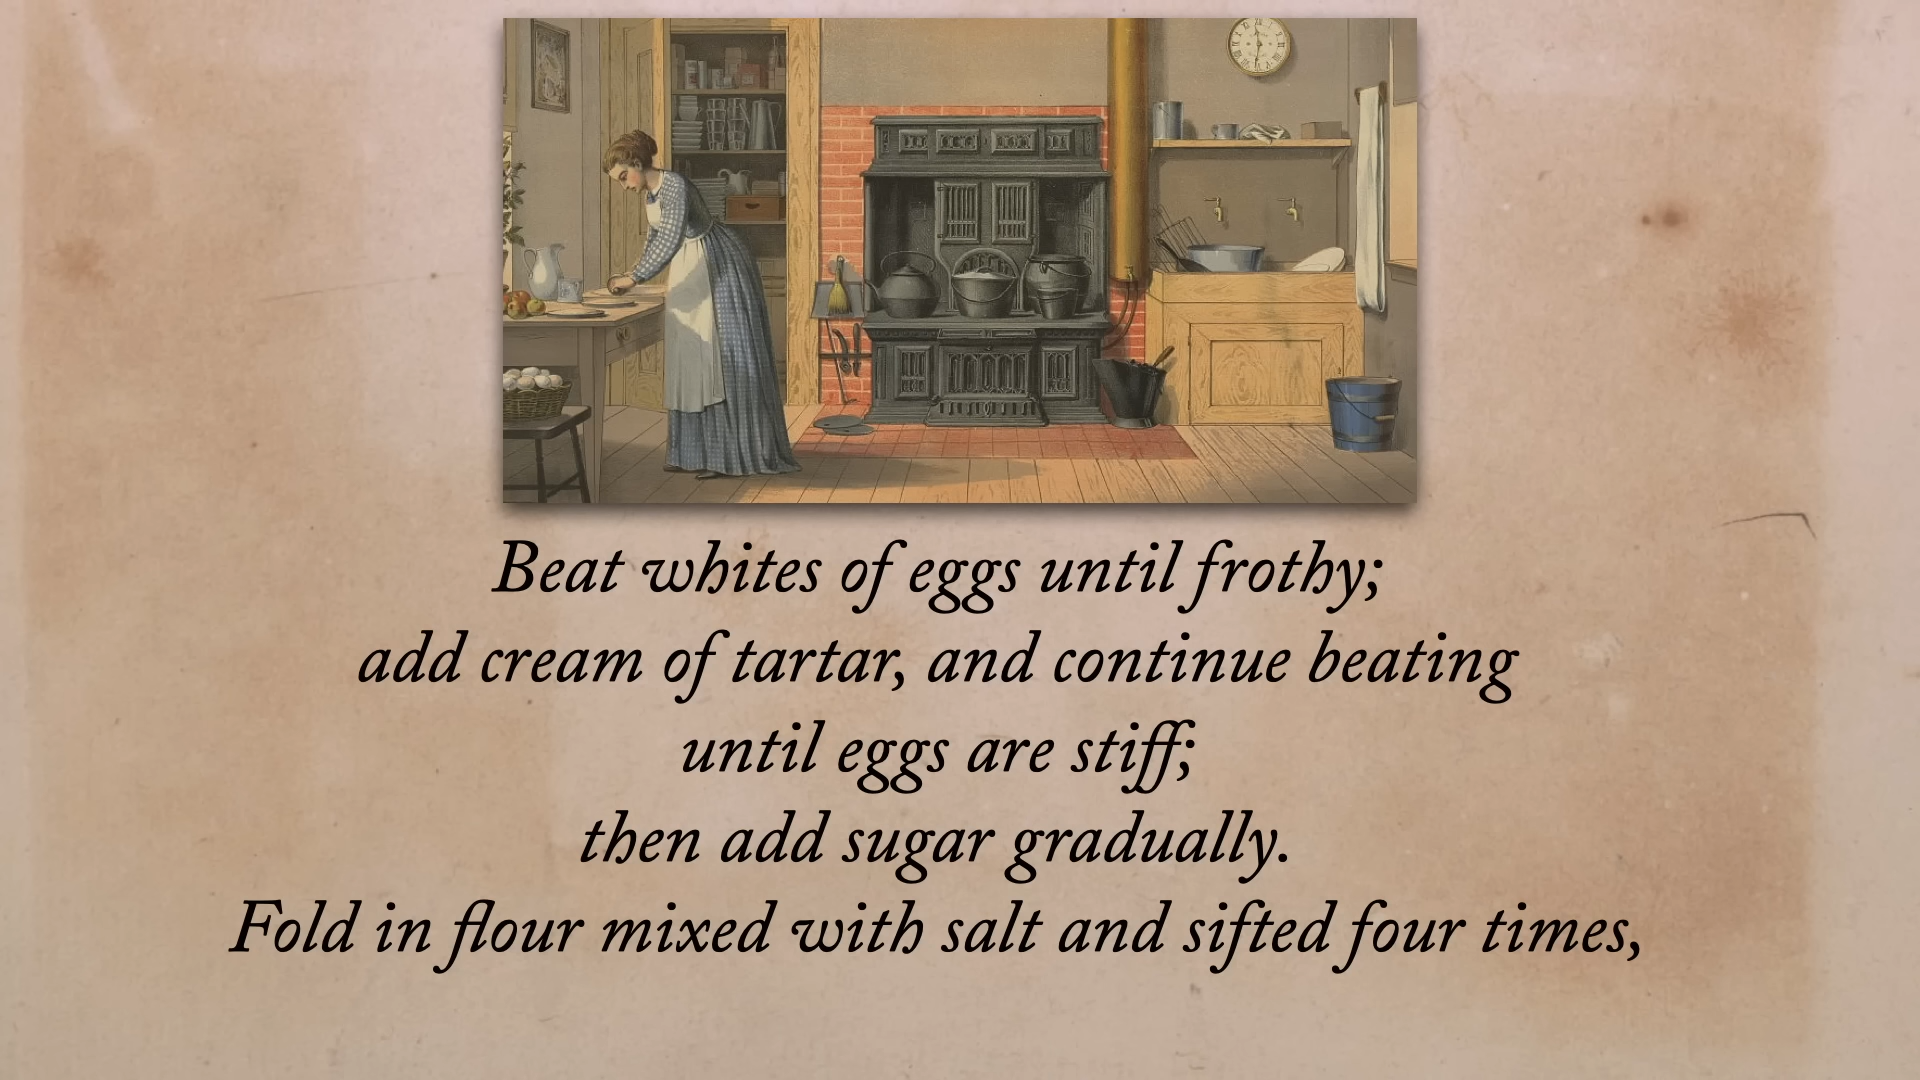 Beat whites of eggs until frothy;
add cream of tartar, and continue beating
until eggs are stiff;
then add sugar gradually.
Fold in flour mixed with salt and sifted four times,